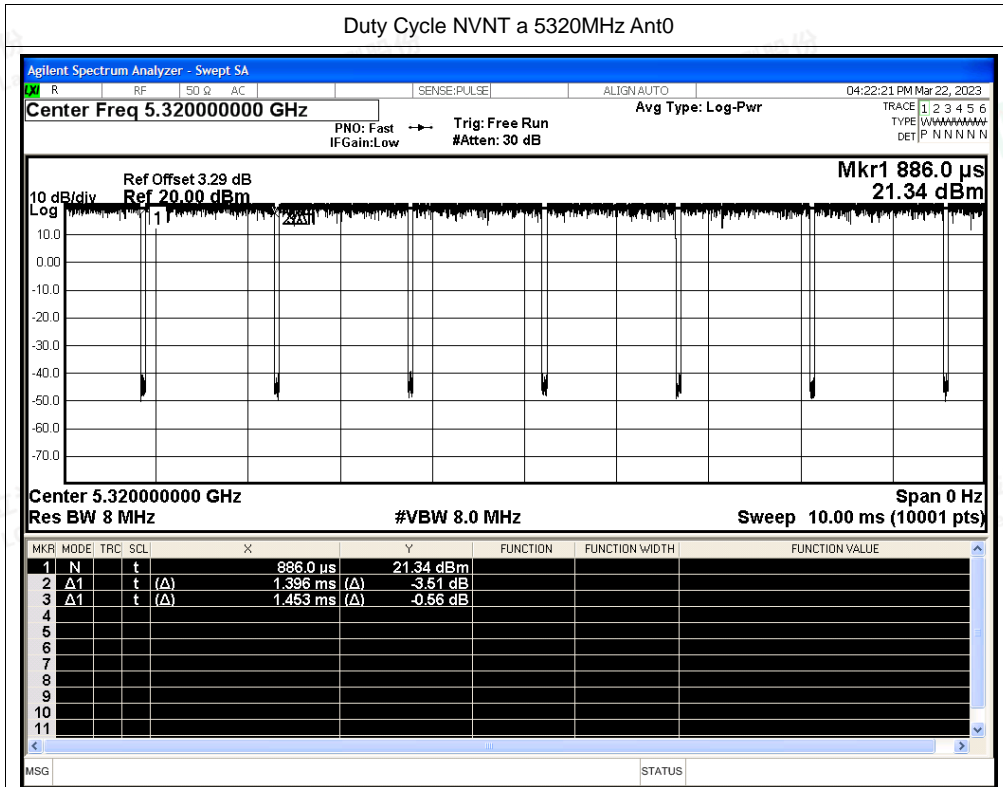 Duty Cycle NVNT a 5320MHz Ant0
Agilent Spectrum Analyzer - Swept SA
LXI R RF 50 Ω AC SENSE:PULSE ALIGN AUTO 04:22:21 PM Mar 22, 2023
Center Freq 5.320000000 GHz Avg Type: Log-Pwr TRACE 1 2 3 4 5 6
PNO: Fast Trig: Free Run TYPE WWWWWWWW
IFGain:Low #Atten: 30 dB DET P N N N N N
Mkr1 886.0 µs
Ref Offset 3.29 dB
10 dB/div Ref 20.00 dBm 21.34 dBm
Log
1
10.0
0.00
-10.0
-20.0
-30.0
-40.0
-50.0
-60.0
-70.0
Center 5.320000000 GHz Span 0 Hz
Res BW 8 MHz #VBW 8.0 MHz Sweep 10.00 ms (10001 pts)
MKR MODE TRC SCL X Y FUNCTION FUNCTION WIDTH FUNCTION VALUE
1 N t 886.0 µs 21.34 dBm
2 Δ1 t (Δ) 1.396 ms (Δ) -3.51 dB
3 Δ1 t (Δ) 1.453 ms (Δ) -0.56 dB
4
5
6
7
8
9
10
11
MSG STATUS